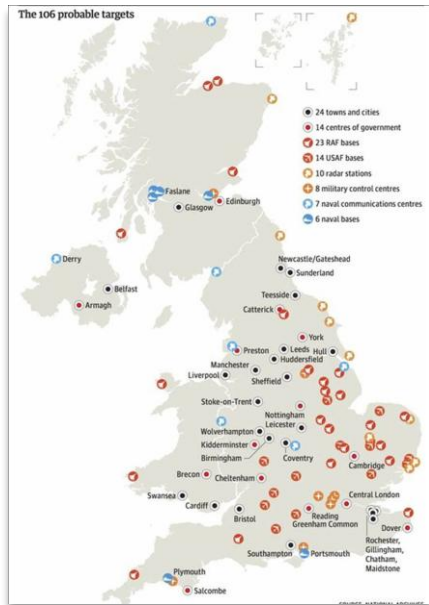 The 106 probable targets
24 towns and cities
14 centres of government
23 RAF bases
14 USAF bases
10 radar stations
8 military control centres
7 naval communications centres
6 naval bases
Faslane
Glasgow
Edinburgh
Derry
Belfast
Armagh
Newcastle/Gateshead
Sunderland
Teesside
Catterick
York
Preston
Leeds
Hull
Huddersfield
Manchester
Liverpool
Sheffield
Stoke-on-Trent
Nottingham
Leicester
Wolverhampton
Kidderminster
Birmingham
Coventry
Cambridge
Brecon
Cheltenham
Central London
Swansea
Cardiff
Bristol
Reading
Greenham Common
Dover
Rochester,
Gillingham,
Chatham,
Maidstone
Southampton
Portsmouth
Plymouth
Salcombe
SOURCE: NATIONAL ARCHIVES